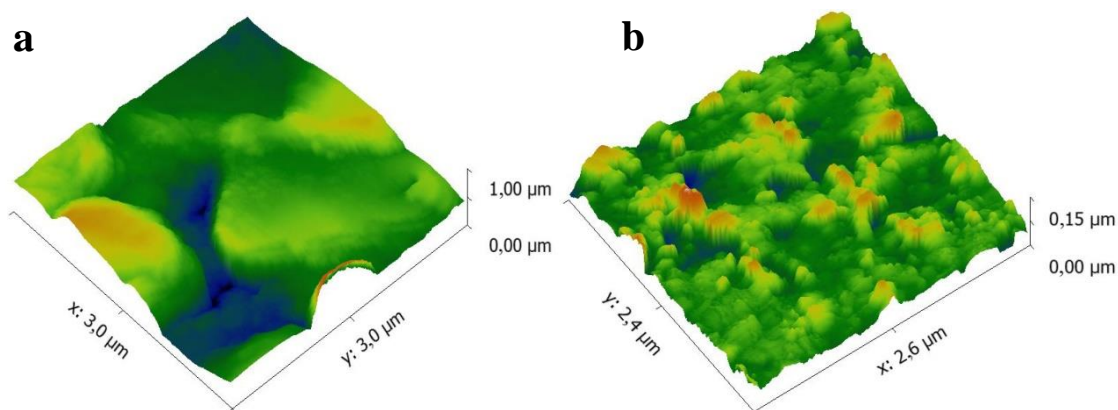 a
1,00 µm
0,00 µm
x: 3,0 µm
y: 3,0 µm
b
0,15 µm
0,00 µm
y: 2,4 µm
x: 2,6 µm